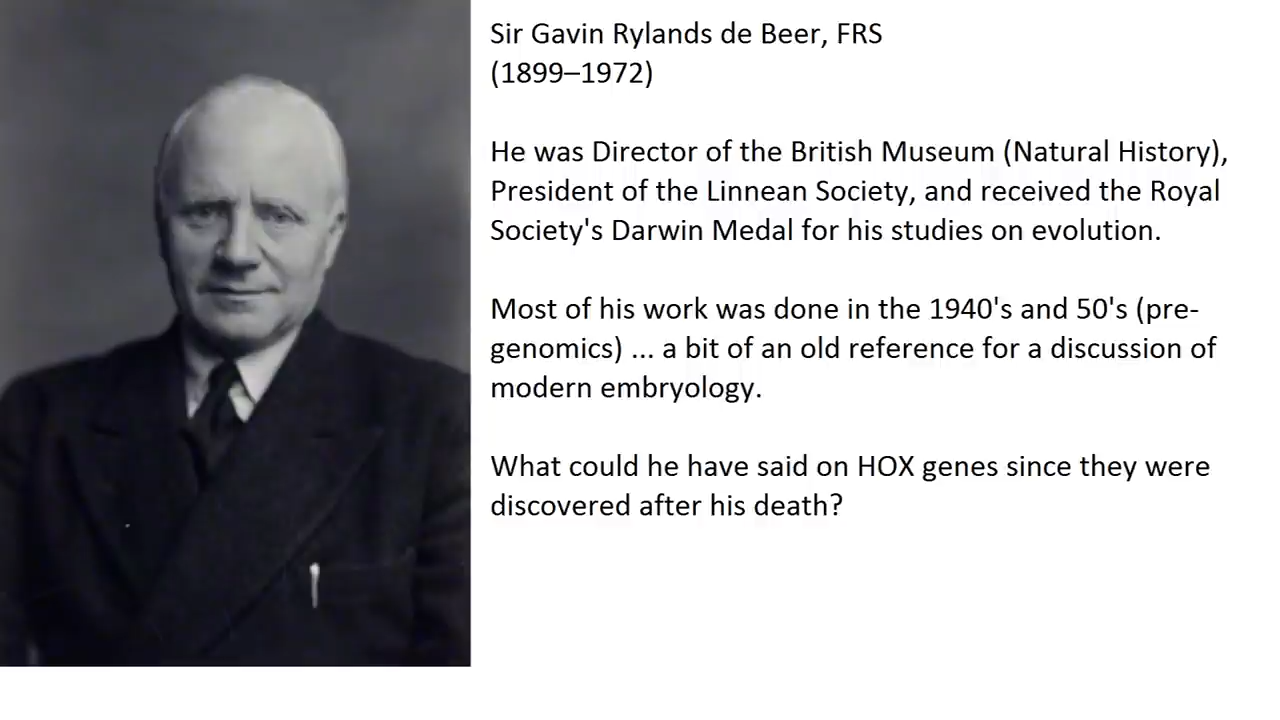 Sir Gavin Rylands de Beer, FRS
(1899–1972)
He was Director of the British Museum (Natural History),
President of the Linnean Society, and received the Royal
Society's Darwin Medal for his studies on evolution.
Most of his work was done in the 1940's and 50's (pre-
genomics) ... a bit of an old reference for a discussion of
modern embryology.
What could he have said on HOX genes since they were
discovered after his death?